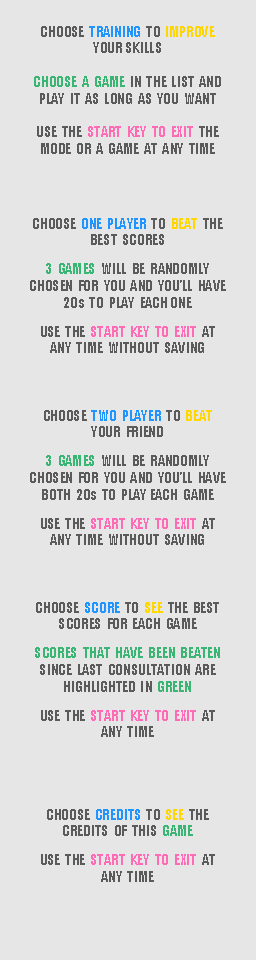 CHOOSE TRAINING TO IMPROVE
YOUR SKILLS
CHOOSE A GAME IN THE LIST AND
PLAY IT AS LONG AS YOU WANT
USE THE START KEY TO EXIT THE
MODE OR A GAME AT ANY TIME
CHOOSE ONE PLAYER TO BEAT THE
BEST SCORES
3 GAMES WILL BE RANDOMLY
CHOSEN FOR YOU AND YOU'LL HAVE
20s TO PLAY EACH ONE
USE THE START KEY TO EXIT AT
ANY TIME WITHOUT SAVING
CHOOSE TWO PLAYER TO BEAT
YOUR FRIEND
3 GAMES WILL BE RANDOMLY
CHOSEN FOR YOU AND YOU'LL HAVE
BOTH 20s TO PLAY EACH GAME
USE THE START KEY TO EXIT AT
ANY TIME WITHOUT SAVING
CHOOSE SCORE TO SEE THE BEST
SCORES FOR EACH GAME
SCORES THAT HAVE BEEN BEATEN
SINCE LAST CONSULTATION ARE
HIGHLIGHTED IN GREEN
USE THE START KEY TO EXIT AT
ANY TIME
CHOOSE CREDITS TO SEE THE
CREDITS OF THIS GAME
USE THE START KEY TO EXIT AT
ANY TIME